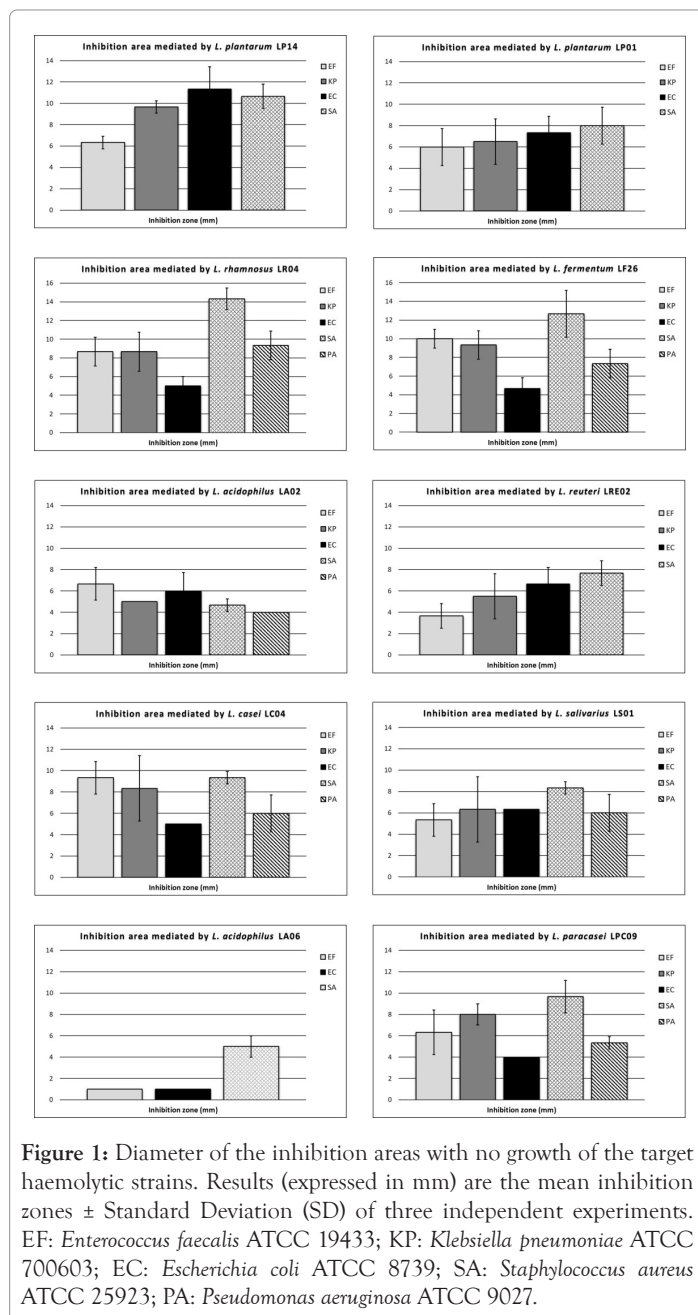 Inhibition area mediated by L. plantarum LP14
14
12
10
8
6
4
2
0
EF
KP
EC
SA
Inhibition zone (mm)
Inhibition area mediated by L. plantarum LP01
14
12
10
8
6
4
2
0
EF
KP
EC
SA
Inhibition zone (mm)
Inhibition area mediated by L. rhamnosus LR04
16
14
12
10
8
6
4
2
0
EF
KP
EC
SA
PA
Inhibition zone (mm)
Inhibition area mediated by L. fermentum LF26
16
14
12
10
8
6
4
2
0
EF
KP
EC
SA
PA
Inhibition zone (mm)
Inhibition area mediated by L. acidophilus LA02
14
12
10
8
6
4
2
0
EF
KP
EC
SA
PA
Inhibition zone (mm)
Inhibition area mediated by L. reuteri LRE02
14
12
10
8
6
4
2
0
EF
KP
EC
SA
Inhibition zone (mm)
Inhibition area mediated by L. casei LC04
14
12
10
8
6
4
2
0
EF
KP
EC
SA
PA
Inhibition zone (mm)
Inhibition area mediated by L. salivarius LS01
14
12
10
8
6
4
2
0
EF
KP
EC
SA
PA
Inhibition zone (mm)
Inhibition area mediated by L. acidophilus LA06
14
12
10
8
6
4
2
0
EF
EC
SA
Inhibition zone (mm)
Inhibition area mediated by L. paracasei LPC09
14
12
10
8
6
4
2
0
EF
KP
EC
SA
PA
Inhibition zone (mm)
Figure 1: Diameter of the inhibition areas with no growth of the target
haemolytic strains. Results (expressed in mm) are the mean inhibition
zones ± Standard Deviation (SD) of three independent experiments.
EF: Enterococcus faecalis ATCC 19433; KP: Klebsiella pneumoniae ATCC
700603; EC: Escherichia coli ATCC 8739; SA: Staphylococcus aureus
ATCC 25923; PA: Pseudomonas aeruginosa ATCC 9027.